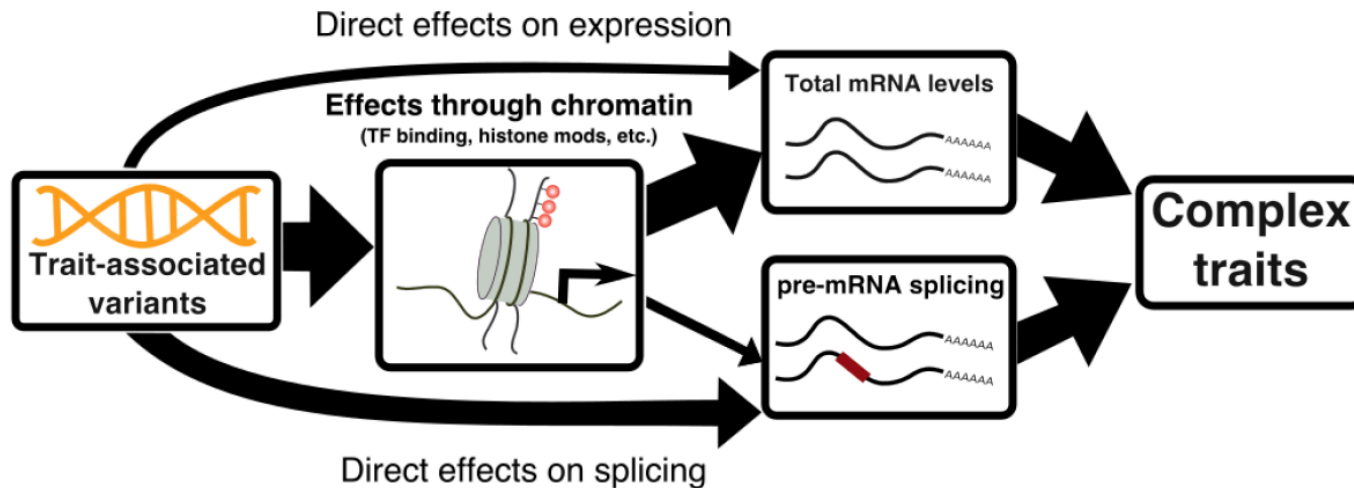 Direct effects on expression
Effects through chromatin
(TF binding, histone mods, etc.)
Total mRNA levels
AAAAAA
AAAAAA
Trait-associated
variants
Complex
traits
pre-mRNA splicing
AAAAAA
AAAAAA
Direct effects on splicing